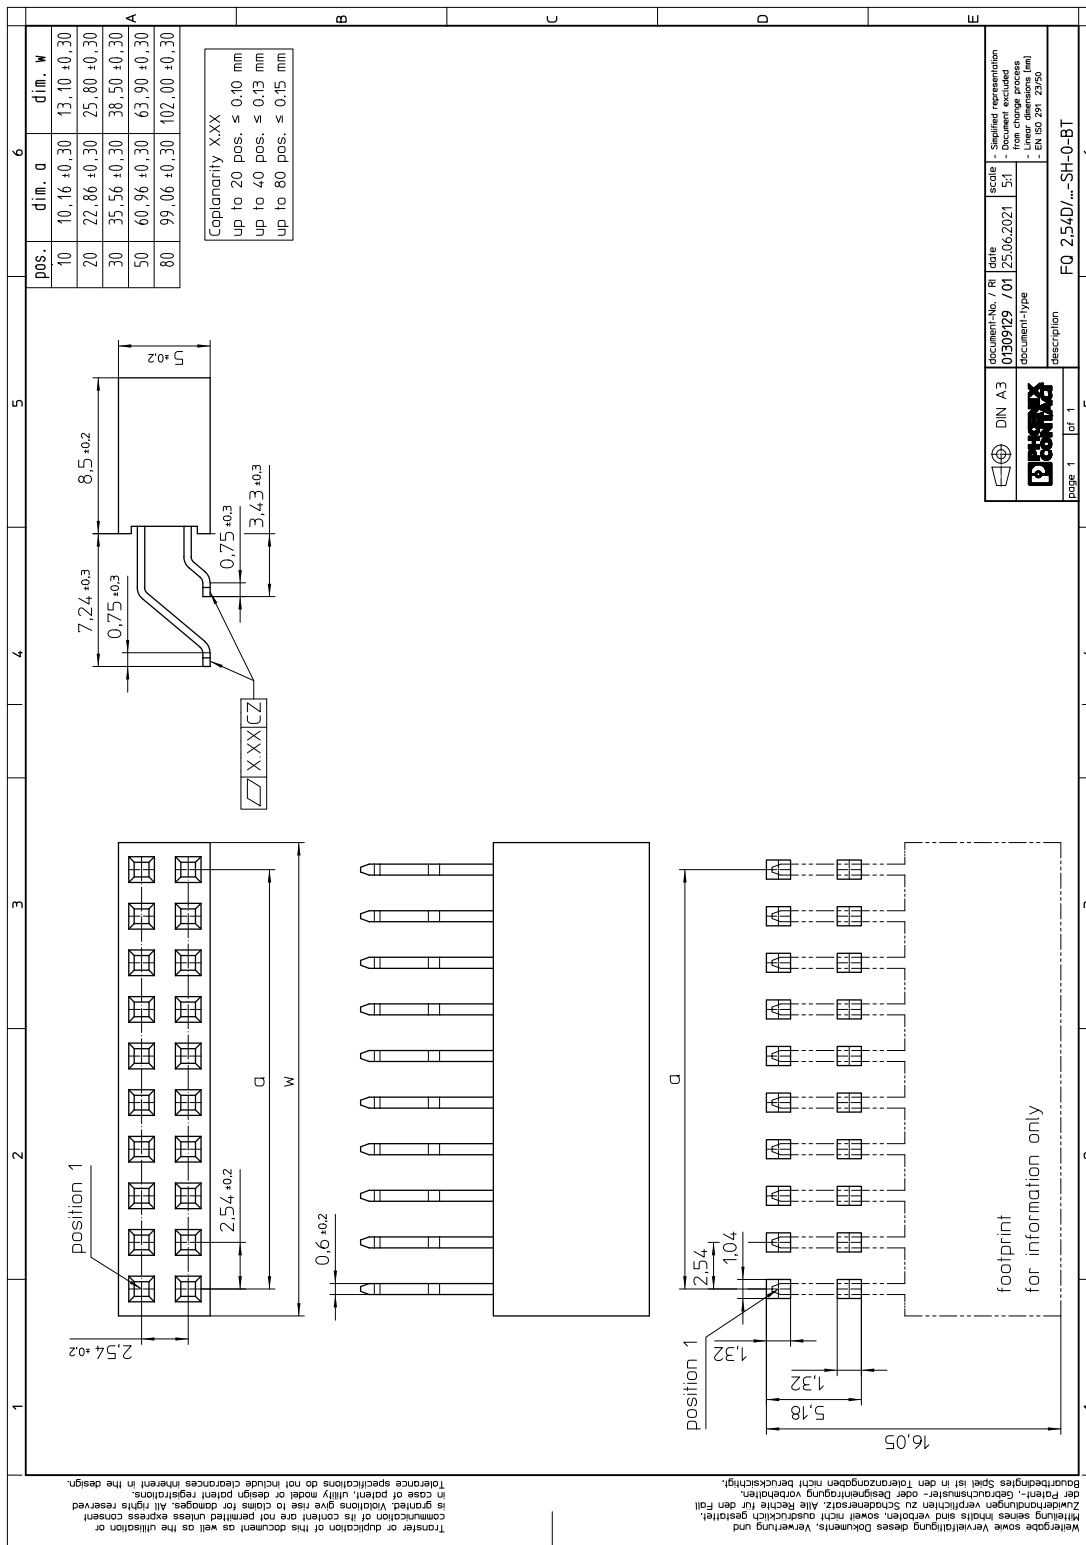 1
2
3
4
5
6
A
B
C
D
E
pos.
dim. a
dim. w
10
10,16 ±0,30
13,10 ±0,30
20
22,86 ±0,30
25,80 ±0,30
30
35,56 ±0,30
38,50 ±0,30
50
60,96 ±0,30
63,90 ±0,30
80
99,06 ±0,30
102,00 ±0,30
Coplanarity X.XX
up to 20 pos. ≤ 0.10 mm
up to 40 pos. ≤ 0.13 mm
up to 80 pos. ≤ 0.15 mm
position 1
2,54 ±0,2
2,54 ±0,2
a
w
7,24 ±0,3
8,5 ±0,2
0,75 ±0,3
5 ±0,2
0,75 ±0,3
3,43 ±0,3
X.XX CZ
0,6 ±0,2
position 1
2,54
1,04
a
1,32
1,32
5,18
16,05
footprint
for information only
DIN A3
PHOENIX
CONTACT
page 1
of 1
document-No. / RI
01309129 / 01
date
25.06.2021
scale
5:1
- Simplified representation
- Document excluded
from change process
- Linear dimensions [mm]
- EN ISO 291 23/50
document-type
description
FQ 2,54D/...-SH-0-BT
Transfer or duplication of this document as well as the utilisation or
communication of its content are not permitted unless express consent
is granted. Violations give rise to claims for damages. All rights reserved
in case of patent, utility model or design patent registrations.
Tolerance specifications do not include clearances inherent in the design.
Weitergabe sowie Vervielfältigung dieses Dokuments, Verwertung und
Mitteilung seines Inhalts sind verboten, soweit nicht ausdrücklich gestattet.
Zuwiderhandlungen verpflichten zu Schadenersatz. Alle Rechte für den Fall
der Patent-, Gebrauchsmuster- oder Designeintragung vorbehalten.
Bauartbedingtes Spiel ist in den Toleranzangaben nicht berücksichtigt.